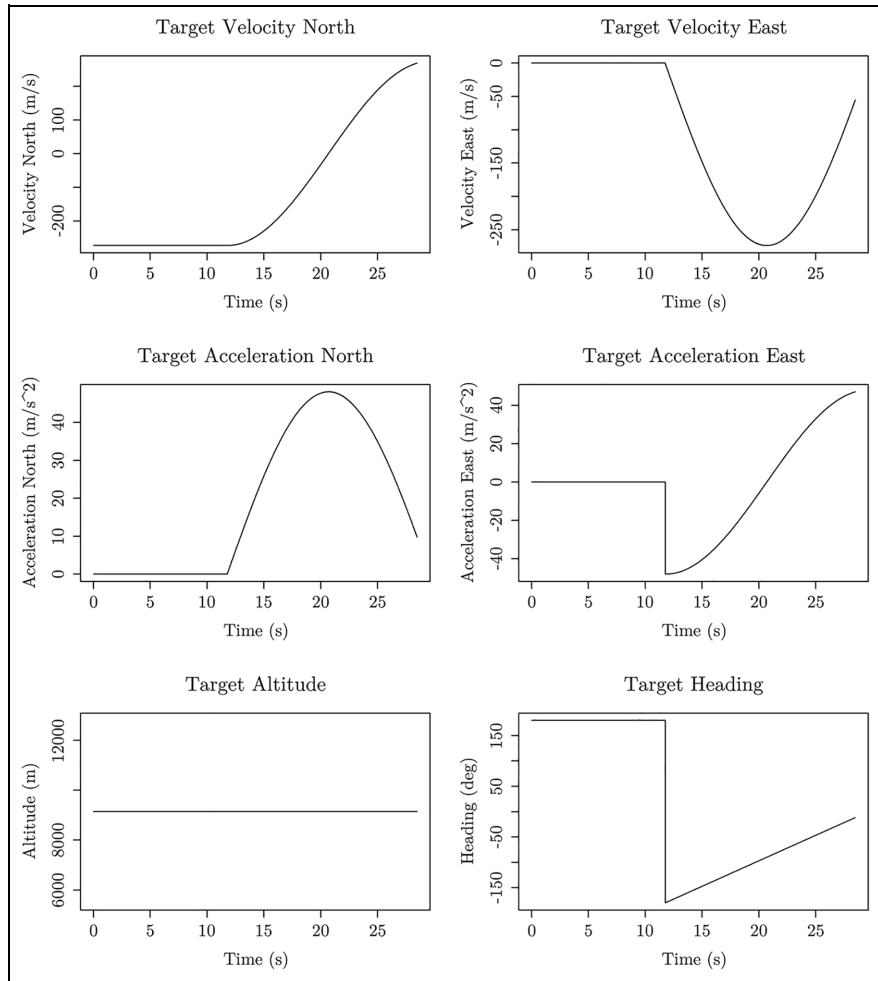 Target Velocity North
Velocity North (m/s)
-200
0
100
0 5 10 15 20 25
Time (s)
Target Velocity East
Velocity East (m/s)
-250
-150
-50
0
0 5 10 15 20 25
Time (s)
Target Acceleration North
Acceleration North (m/s^2)
0
10
20
30
40
0 5 10 15 20 25
Time (s)
Target Acceleration East
Acceleration East (m/s^2)
-40
-20
0
20
40
0 5 10 15 20 25
Time (s)
Target Altitude
Altitude (m)
6000
8000
12000
0 5 10 15 20 25
Time (s)
Target Heading
Heading (deg)
-150
-50
50
150
0 5 10 15 20 25
Time (s)